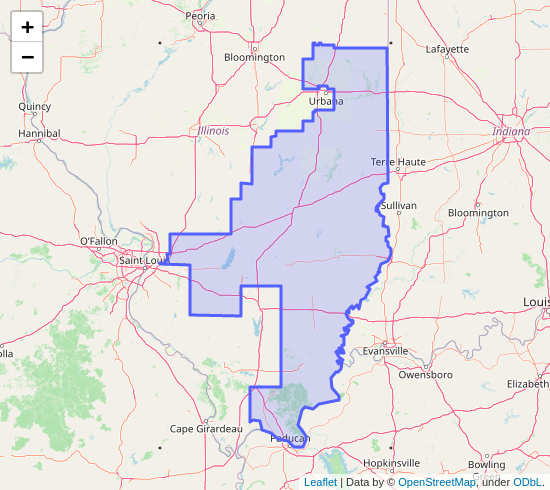 +
−
Peoria
Lafayette
Bloomington
Quincy
Urbana
Hannibal
Illinois
Indiana
Terre Haute
Sullivan
Bloomington
O'Fallon
Saint Louis
Louis
Evansville
olla
Owensboro
Elizabeth
Cape Girardeau
Paducah
Hopkinsville
Bowling
Green
Leaflet | Data by © OpenStreetMap, under ODbL.